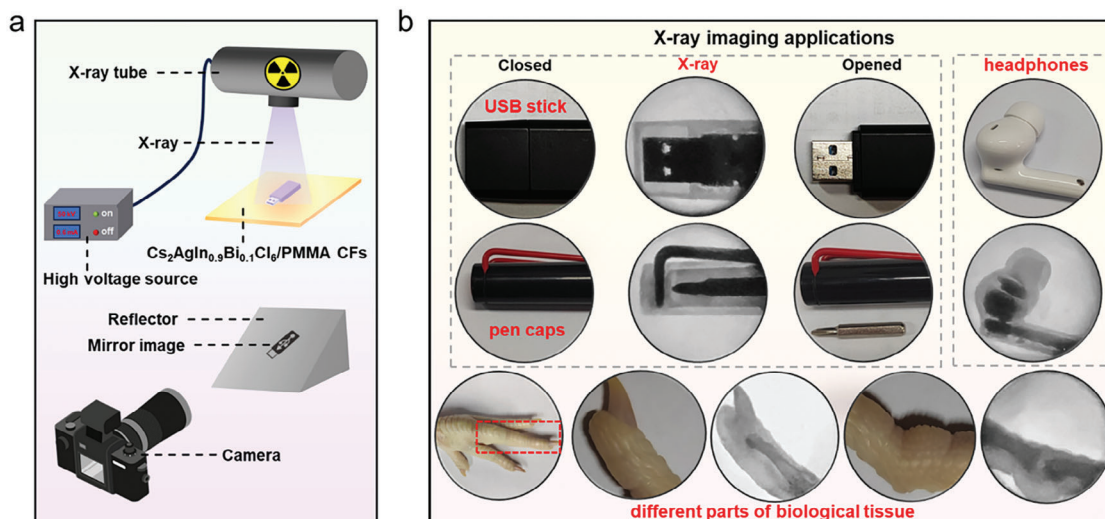 a
X-ray tube
X-ray
on
off
Cs₂AgIn₀.₉Bi₀.₁Cl₆/PMMA CFs
High voltage source
Reflector
Mirror image
Camera
b
X-ray imaging applications
Closed
X-ray
Opened
headphones
USB stick
pen caps
different parts of biological tissue